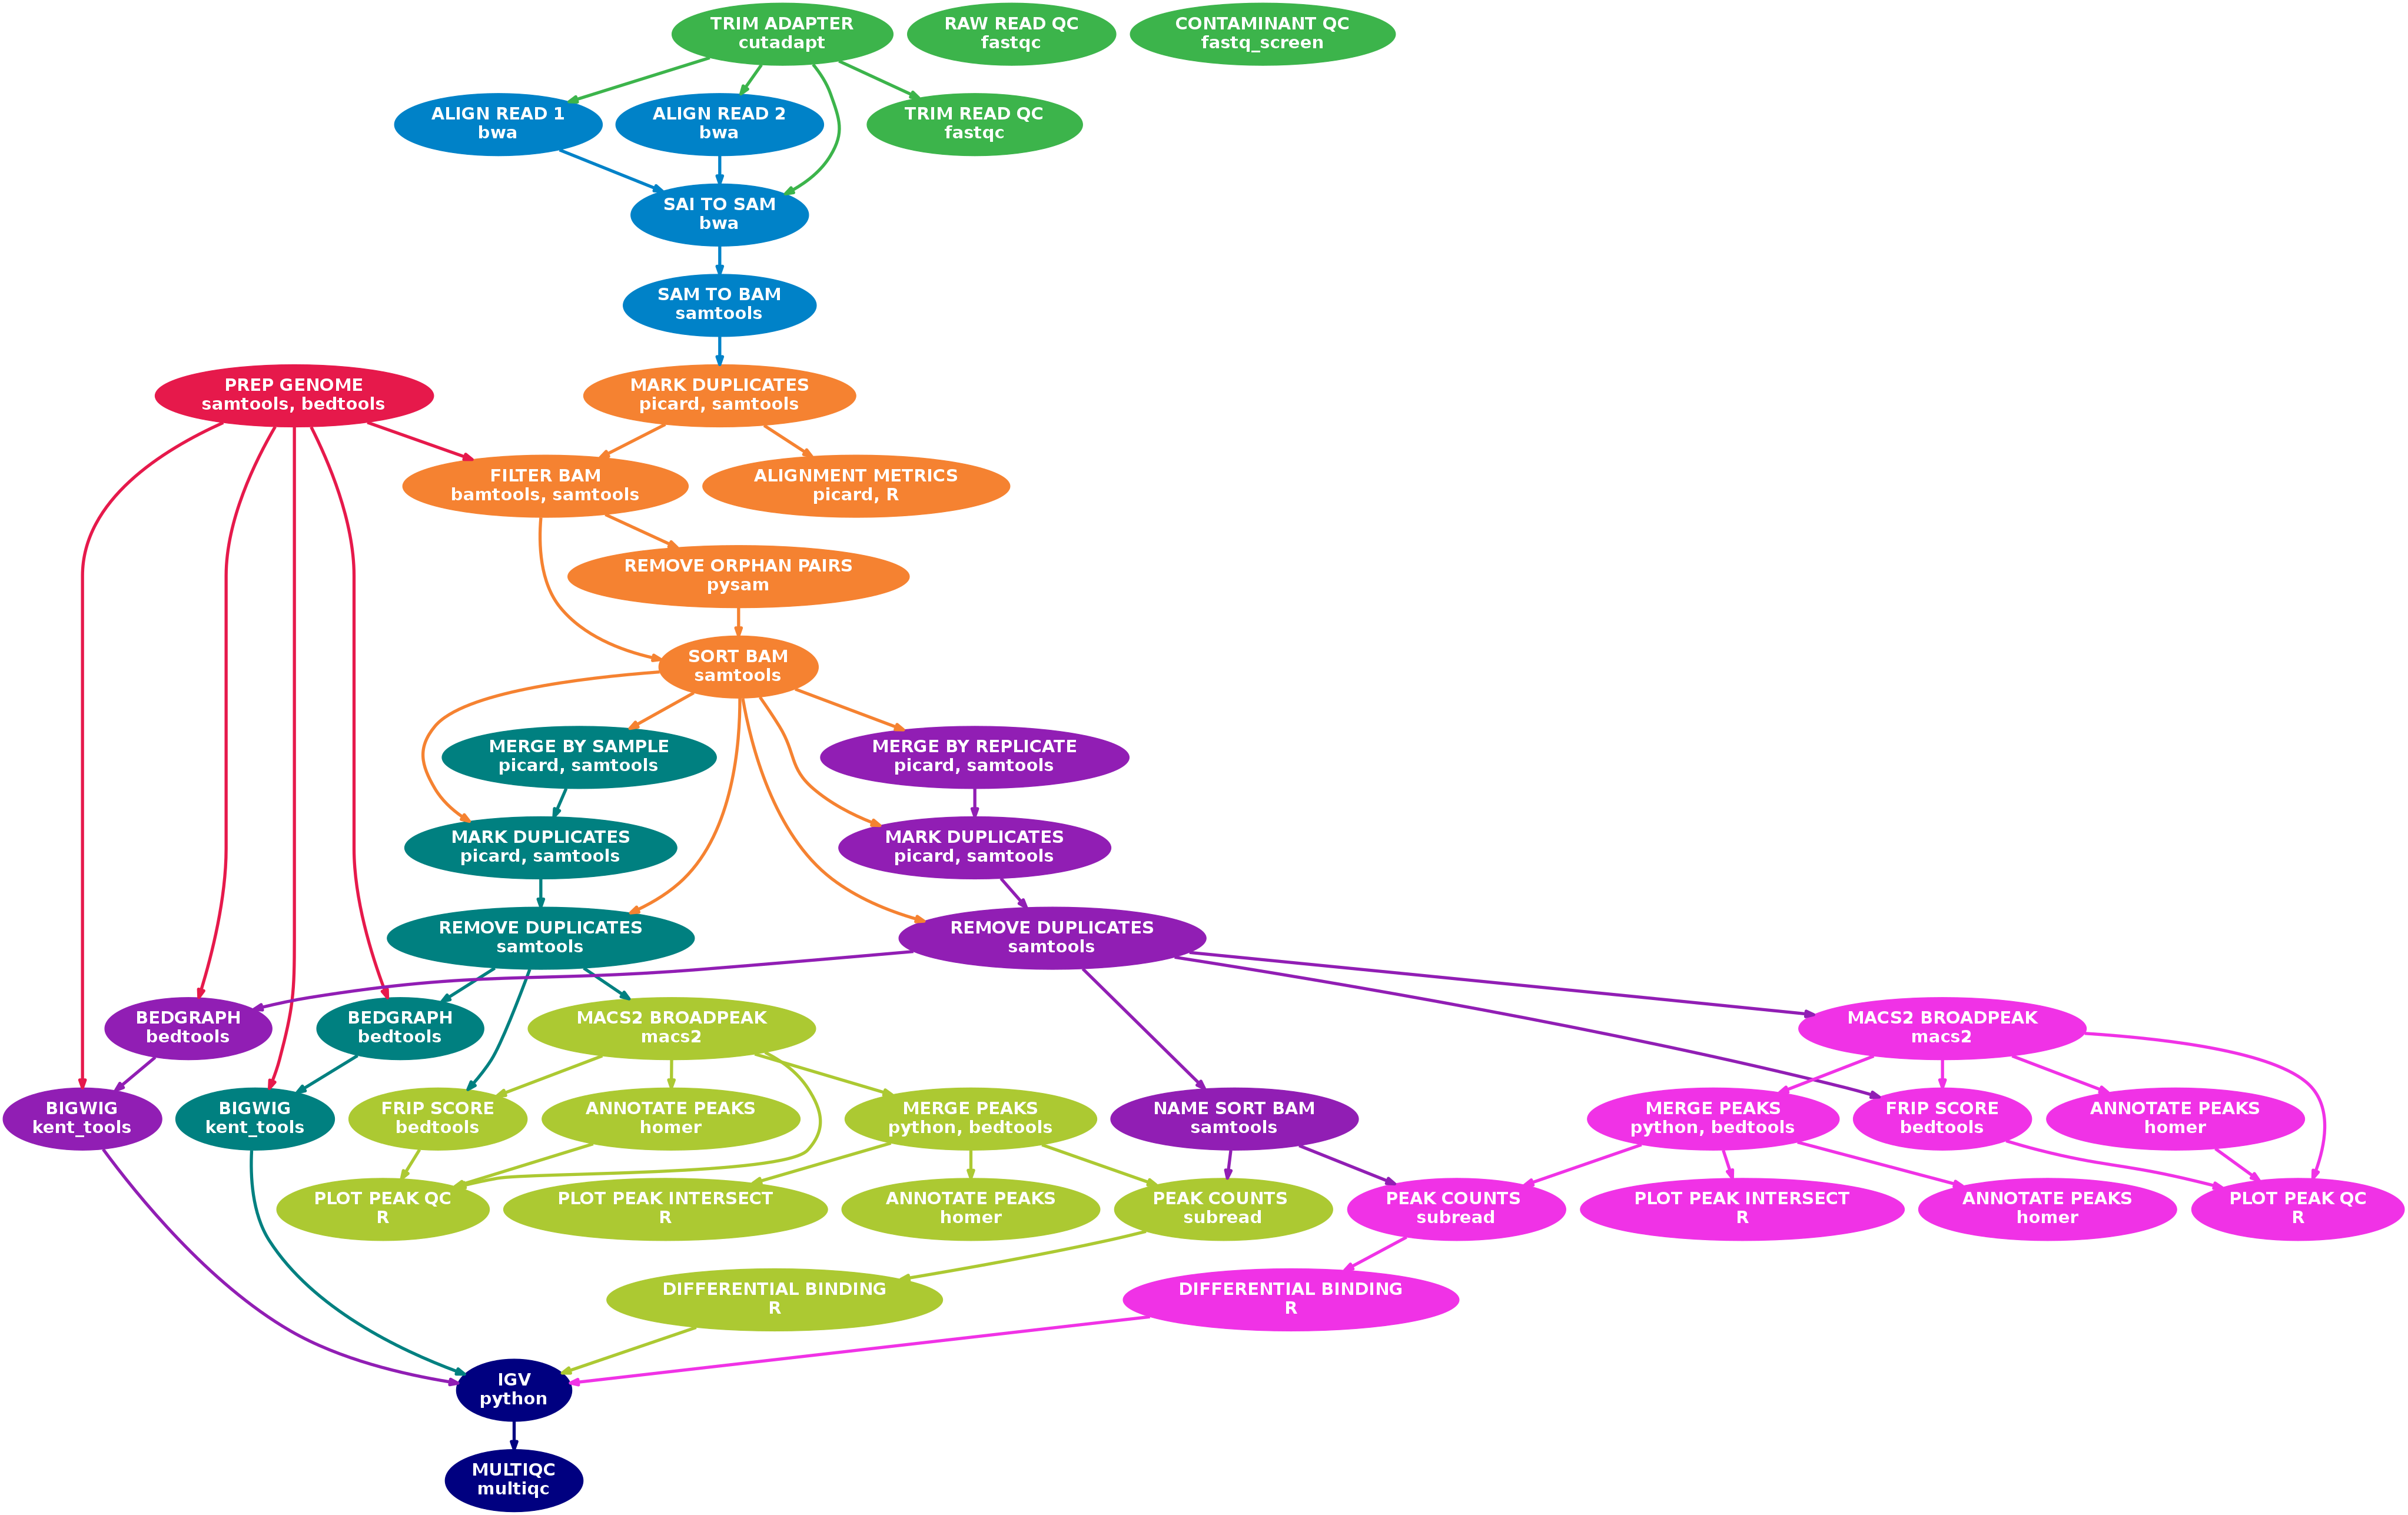 TRIM ADAPTER
cutadapt
RAW READ QC
fastqc
CONTAMINANT QC
fastq_screen
ALIGN READ 1
bwa
ALIGN READ 2
bwa
TRIM READ QC
fastqc
SAI TO SAM
bwa
SAM TO BAM
samtools
PREP GENOME
samtools, bedtools
MARK DUPLICATES
picard, samtools
FILTER BAM
bamtools, samtools
ALIGNMENT METRICS
picard, R
REMOVE ORPHAN PAIRS
pysam
SORT BAM
samtools
MERGE BY SAMPLE
picard, samtools
MERGE BY REPLICATE
picard, samtools
MARK DUPLICATES
picard, samtools
MARK DUPLICATES
picard, samtools
REMOVE DUPLICATES
samtools
REMOVE DUPLICATES
samtools
BEDGRAPH
bedtools
BEDGRAPH
bedtools
MACS2 BROADPEAK
macs2
MACS2 BROADPEAK
macs2
BIGWIG
kent_tools
BIGWIG
kent_tools
FRIP SCORE
bedtools
ANNOTATE PEAKS
homer
MERGE PEAKS
python, bedtools
NAME SORT BAM
samtools
MERGE PEAKS
python, bedtools
FRIP SCORE
bedtools
ANNOTATE PEAKS
homer
PLOT PEAK QC
R
PLOT PEAK INTERSECT
R
ANNOTATE PEAKS
homer
PEAK COUNTS
subread
PEAK COUNTS
subread
PLOT PEAK INTERSECT
R
ANNOTATE PEAKS
homer
PLOT PEAK QC
R
DIFFERENTIAL BINDING
R
DIFFERENTIAL BINDING
R
IGV
python
MULTIQC
multiqc